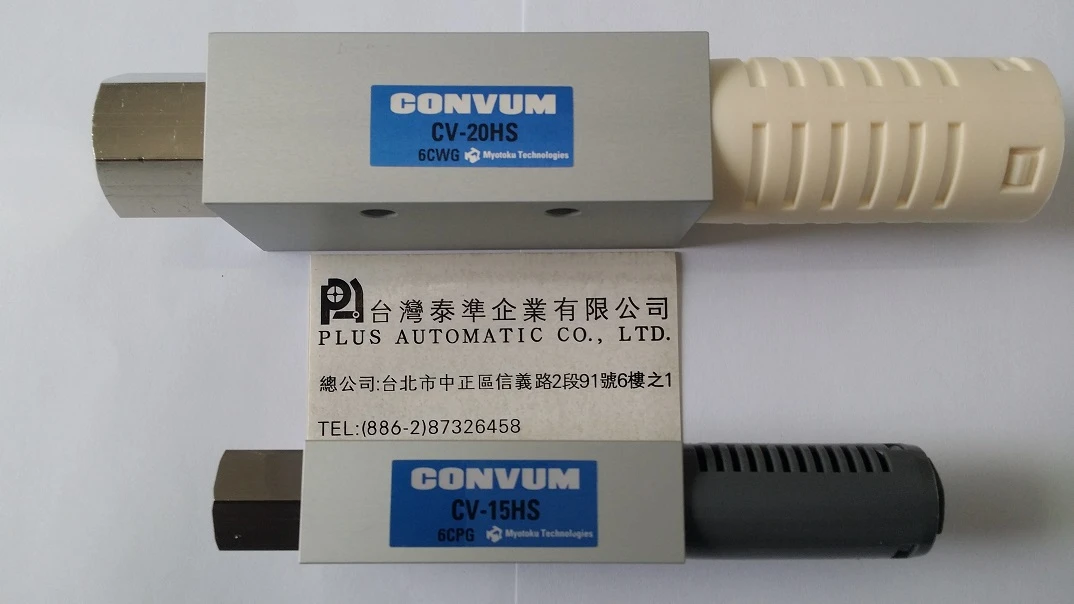 CONVUM
CV-20HS
6CWG Myotoku Technologies
台灣泰準企業有限公司
PLUS AUTOMATIC CO., LTD.
總公司:台北市中正區信義路2段91號6樓之1
TEL:(886-2)87326458
CONVUM
CV-15HS
6CPG Myotoku Technologies